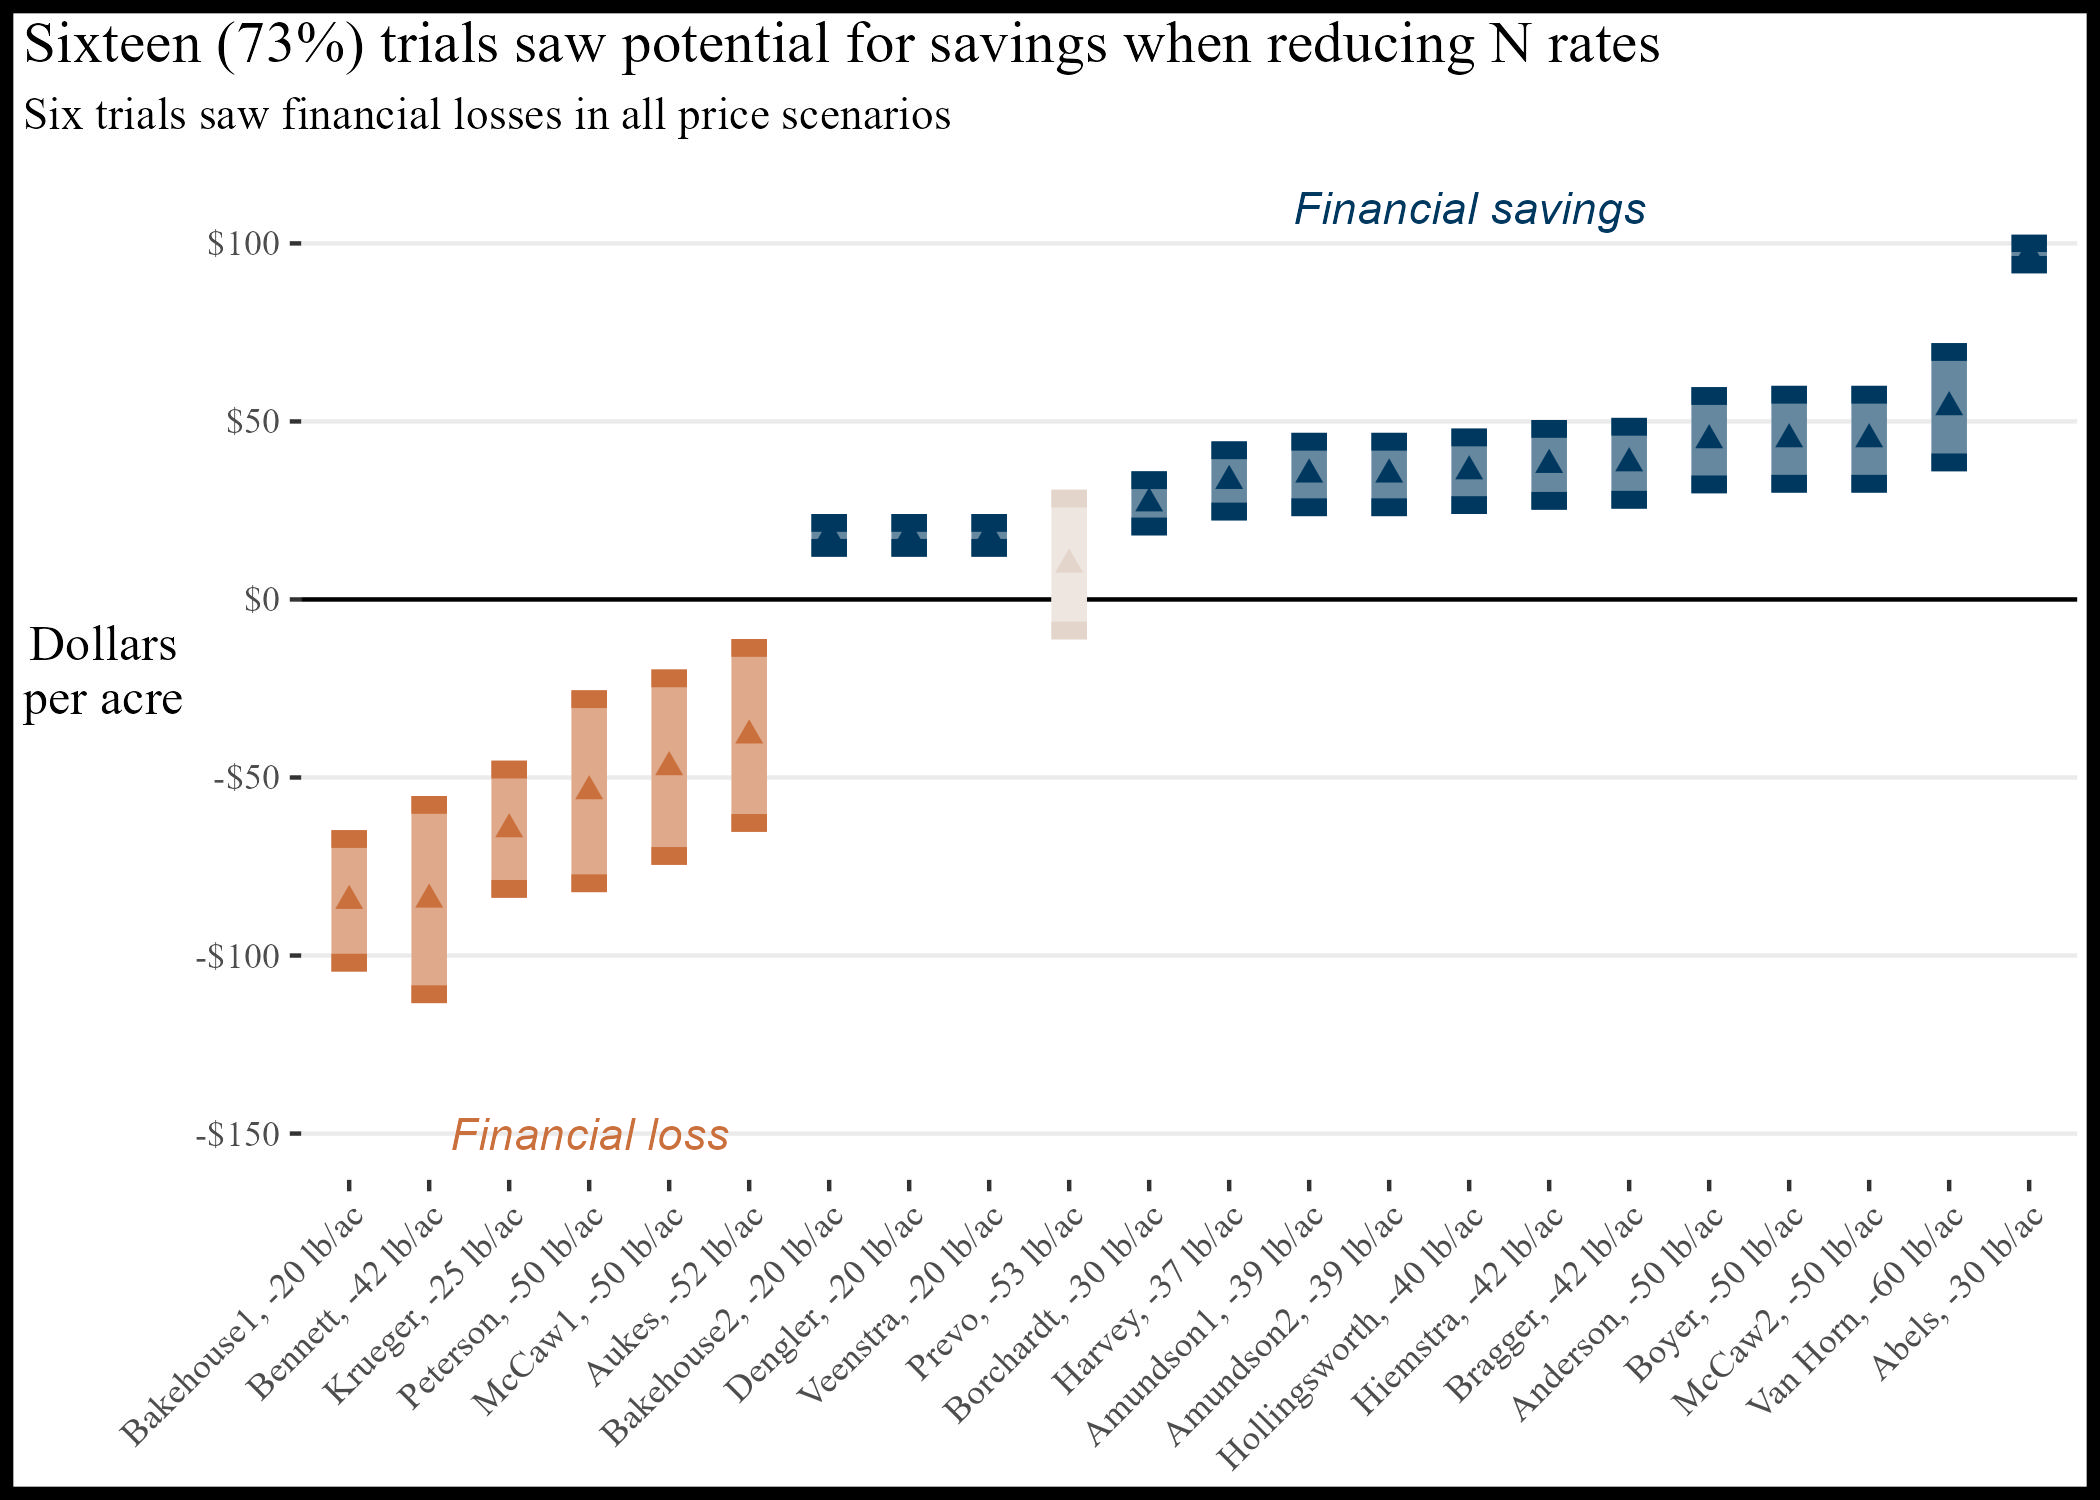 Sixteen (73%) trials saw potential for savings when reducing N rates
Six trials saw financial losses in all price scenarios
Financial savings
$100
$50
$0
Dollars
per acre
-$50
-$100
-$150
Financial loss
Bakehouse1, -20 lb/ac
Bennett, -42 lb/ac
Krueger, -25 lb/ac
Peterson, -50 lb/ac
McCaw1, -50 lb/ac
Aukes, -52 lb/ac
Bakehouse2, -20 lb/ac
Dengler, -20 lb/ac
Veenstra, -20 lb/ac
Prevo, -53 lb/ac
Borchardt, -30 lb/ac
Harvey, -37 lb/ac
Amundson1, -39 lb/ac
Amundson2, -39 lb/ac
Hollingsworth, -40 lb/ac
Hiemstra, -42 lb/ac
Bragger, -42 lb/ac
Anderson, -50 lb/ac
Boyer, -50 lb/ac
McCaw2, -50 lb/ac
Van Horn, -60 lb/ac
Abels, -30 lb/ac